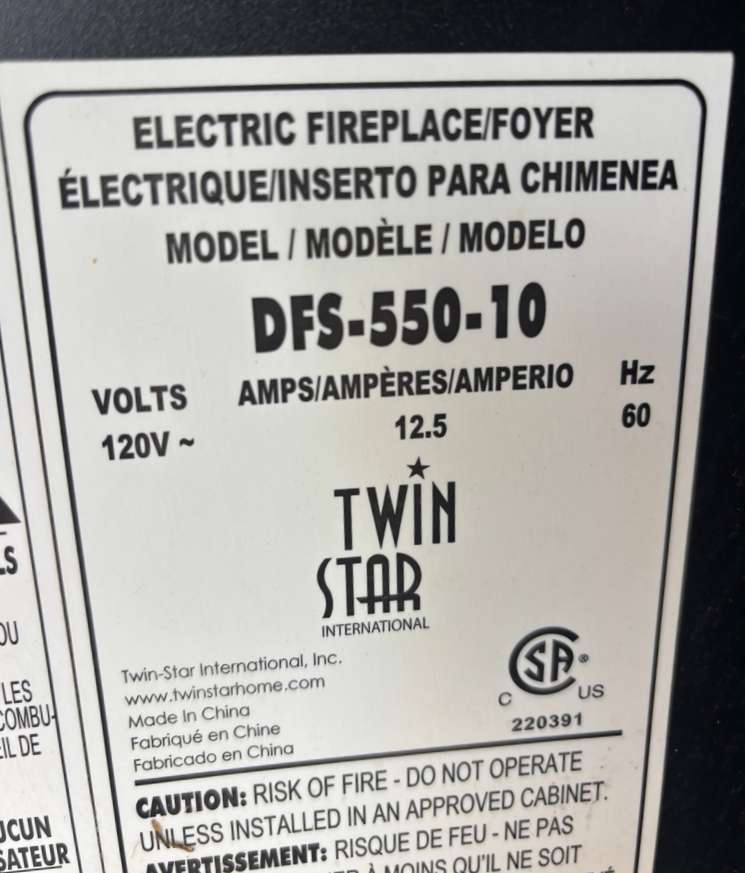 ELECTRIC FIREPLACE/FOYER
ÉLECTRIQUE/INSERTO PARA CHIMENEA
MODEL / MODÈLE / MODELO
DFS-550-10
VOLTS AMPS/AMPÈRES/AMPERIO Hz
120V ~ 12.5 60
TWIN
STAR
INTERNATIONAL
Twin-Star International, Inc.
www.twinstarhome.com
Made In China
Fabriqué en Chine
Fabricado en China
SA®
C US
220391
CAUTION: RISK OF FIRE - DO NOT OPERATE
UNLESS INSTALLED IN AN APPROVED CABINET.
AVERTISSEMENT: RISQUE DE FEU - NE PAS
À MOINS QU'IL NE SOIT
LS
OU
LES
COMBU-
EIL DE
UCUN
SATEUR